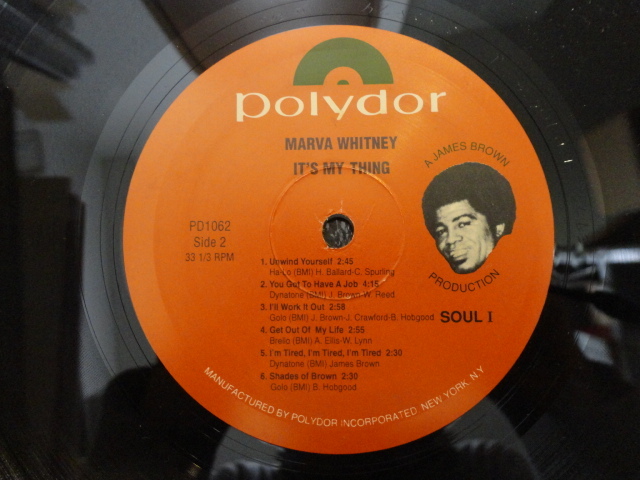 polydor
MARVA WHITNEY
IT'S MY THING
A JAMES BROWN
PRODUCTION
PD1062
Side 2
33 1/3 RPM
1. Unwind Yourself 2:45
Ha-Lo (BMI) H. Ballard-C. Spurling
2. You Got To Have A Job 4:15
Dynatone (BMI) J. Brown-W. Reed
3. I'll Work It Out 2:58
Golo (BMI) J. Brown-J. Crawford-B. Hobgood
SOUL I
4. Get Out Of My Life 2:55
Brello (BMI) A. Ellis-W. Lynn
5. I'm Tired, I'm Tired, I'm Tired 2:30
Dynatone (BMI) James Brown
6. Shades of Brown 2:30
Golo (BMI) B. Hobgood
MANUFACTURED BY POLYDOR INCORPORATED NEW YORK, N.Y